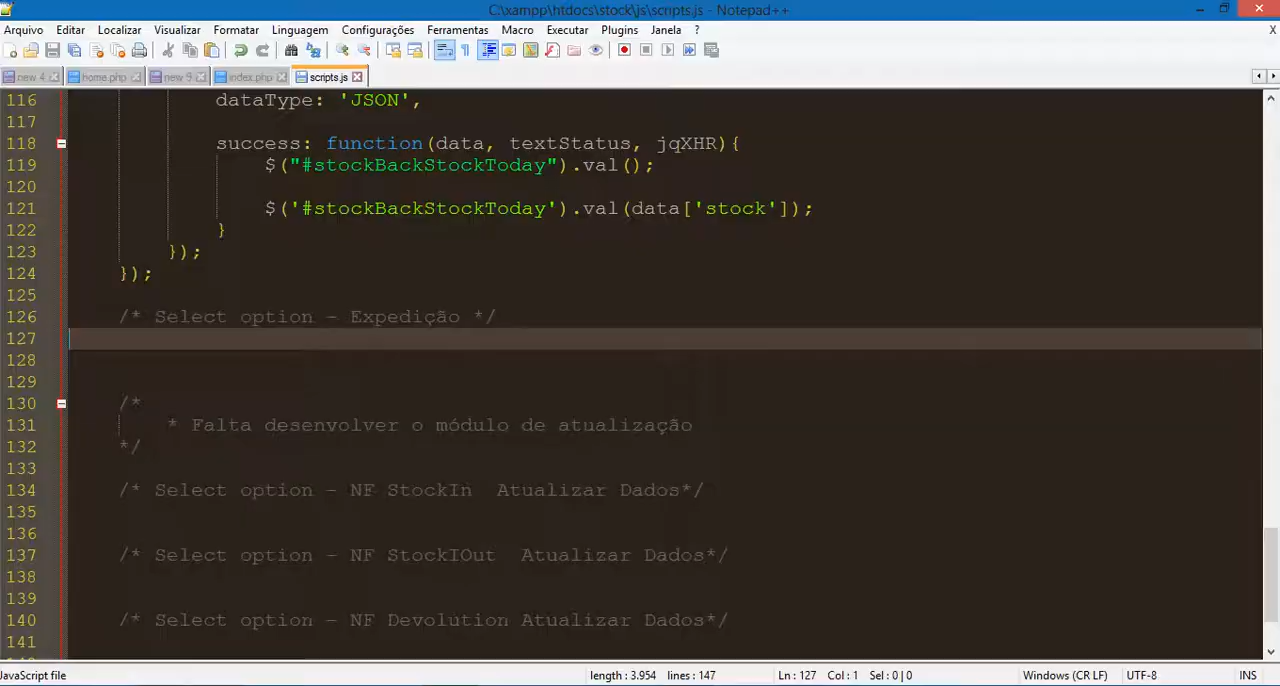 C:\xampp\htdocs\stock\js\scripts.js - Notepad++
Arquivo Editar Localizar Visualizar Formatar Linguagem Configurações Ferramentas Macro Executar Plugins Janela ? X
new 4 home.php new 9 index.php scripts.js
116 dataType: 'JSON',
117
118 success: function(data, textStatus, jqXHR){
119 $("#stockBackStockToday").val();
120
121 $('#stockBackStockToday').val(data['stock']);
122 }
123 });
124 });
125
126 /* Select option - Expedição */
127
128
129
130 /*
131 * Falta desenvolver o módulo de atualização
132 */
133
134 /* Select option - NF StockIn  Atualizar Dados*/
135
136
137 /* Select option - NF StockIOut  Atualizar Dados*/
138
139
140 /* Select option - NF Devolution Atualizar Dados*/
141
JavaScript file length : 3.954 lines : 147 Ln : 127 Col : 1 Sel : 0 | 0 Windows (CR LF) UTF-8 INS